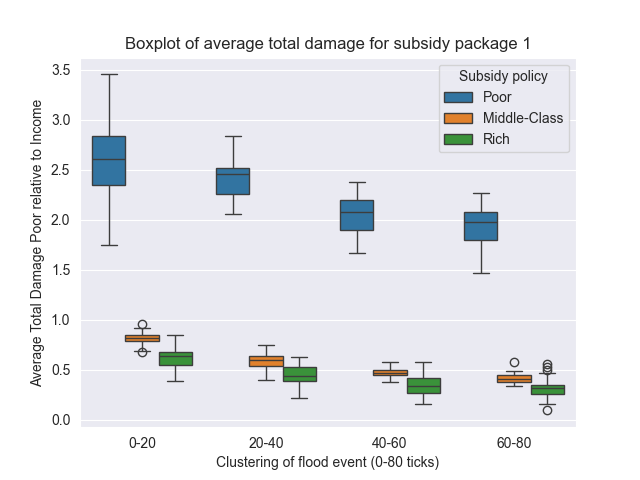 Boxplot of average total damage for subsidy package 1
Average Total Damage Poor relative to Income
3.5
3.0
2.5
2.0
1.5
1.0
0.5
0.0
Subsidy policy
Poor
Middle-Class
Rich
0-20
20-40
40-60
60-80
Clustering of flood event (0-80 ticks)